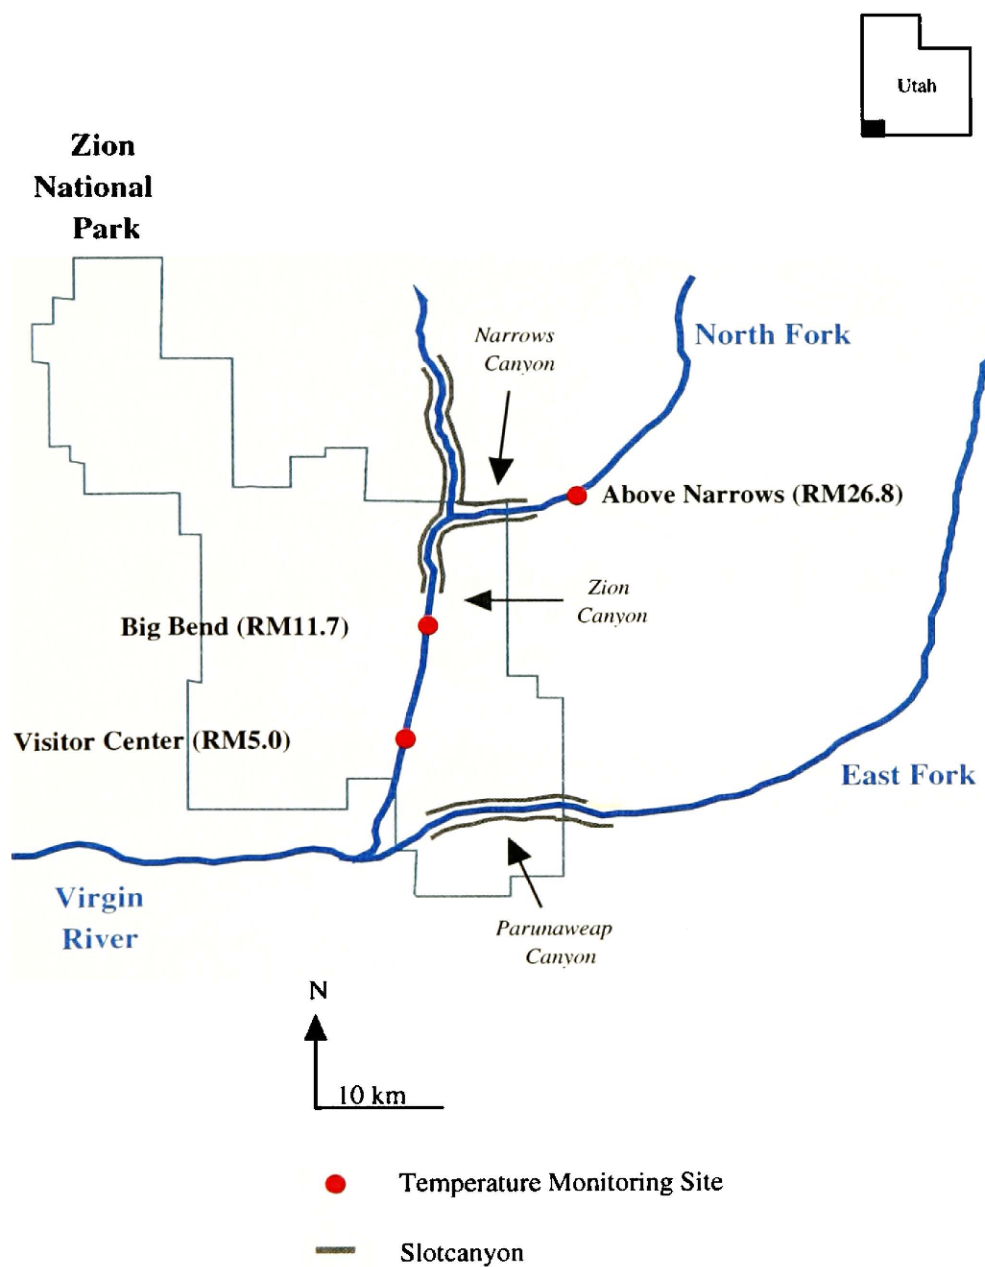 Utah
Zion
National
Park
Narrows
Canyon
North Fork
Above Narrows (RM26.8)
Zion
Canyon
Big Bend (RM11.7)
Visitor Center (RM5.0)
East Fork
Virgin
River
Parunaweap
Canyon
N
10 km
Temperature Monitoring Site
Slotcanyon